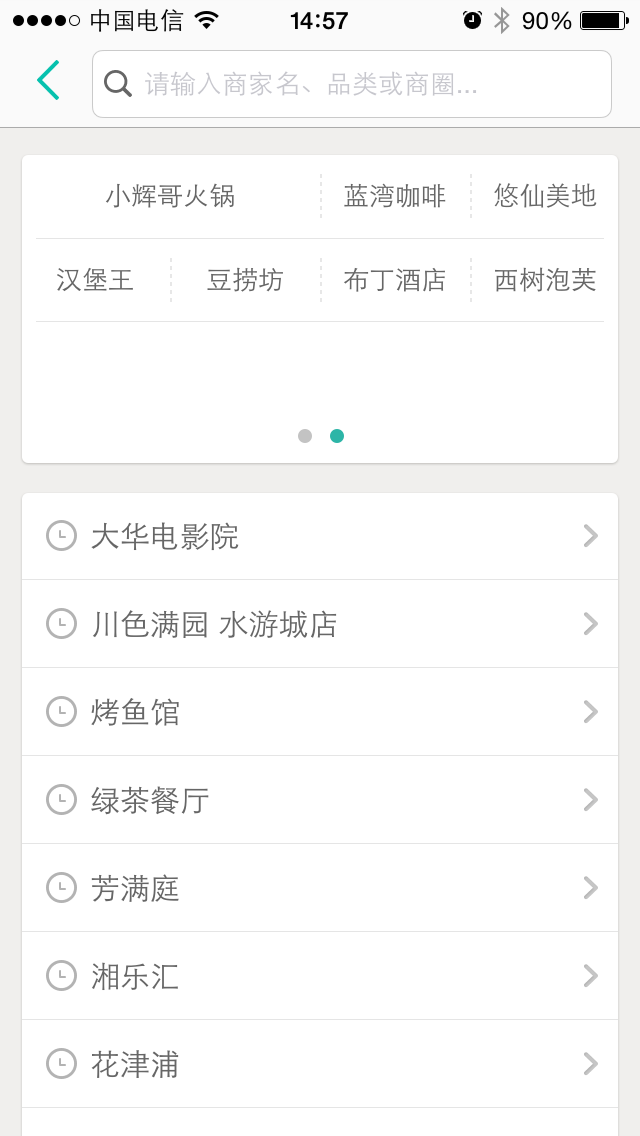 中国电信 14:57 90%
请输入商家名、品类或商圈...
小辉哥火锅 蓝湾咖啡 悠仙美地
汉堡王 豆捞坊 布丁酒店 西树泡芙
大华电影院
川色满园 水游城店
烤鱼馆
绿茶餐厅
芳满庭
湘乐汇
花津浦